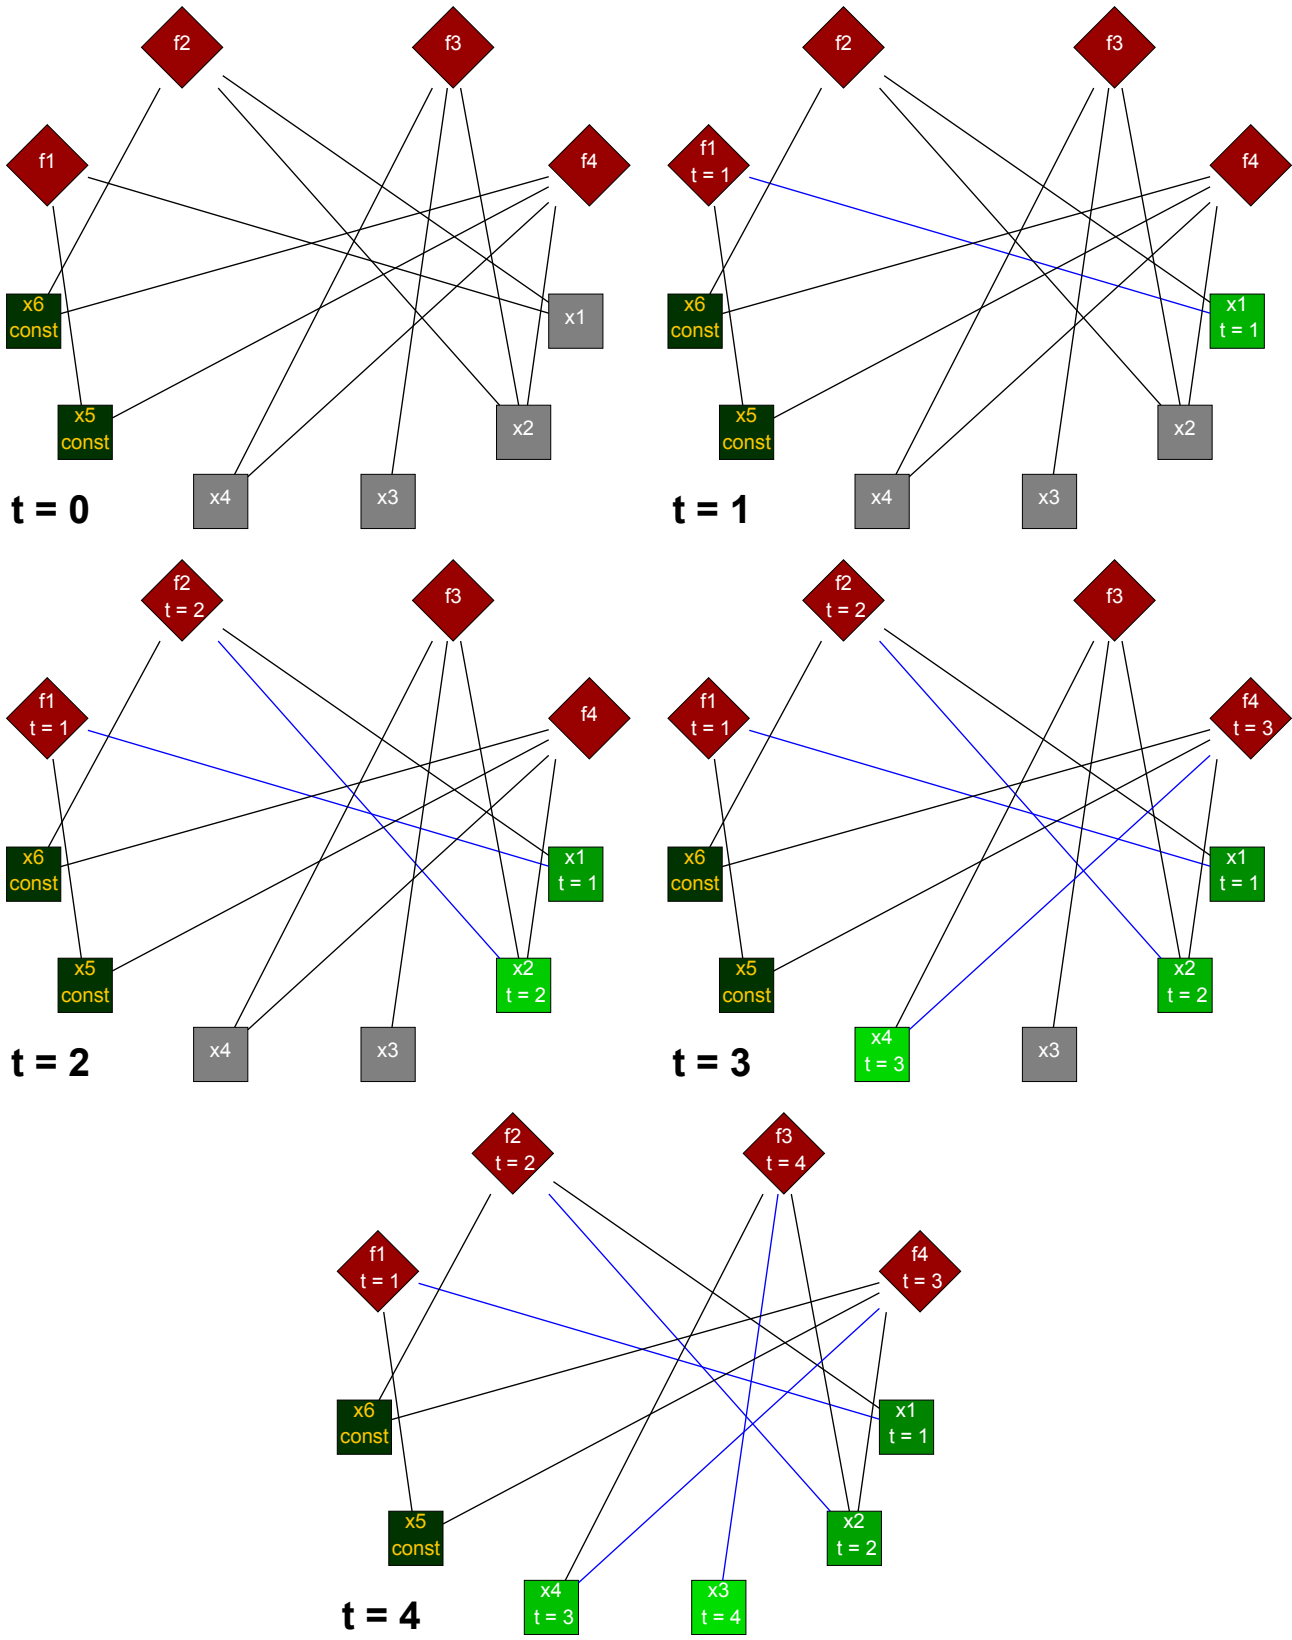 f2
f3
f1
f4
x6
const
x1
x5
const
x2
x4
x3
t = 0
f2
f3
f1
t = 1
f4
x6
const
x1
t = 1
x5
const
x2
x4
x3
t = 1
f2
t = 2
f3
f1
t = 1
f4
x6
const
x1
t = 1
x5
const
x2
t = 2
x4
x3
t = 2
f2
t = 2
f3
f1
t = 1
f4
t = 3
x6
const
x1
t = 1
x5
const
x2
t = 2
x4
t = 3
x3
t = 3
f2
t = 2
f3
t = 4
f1
t = 1
f4
t = 3
x6
const
x1
t = 1
x5
const
x2
t = 2
x4
t = 3
x3
t = 4
t = 4